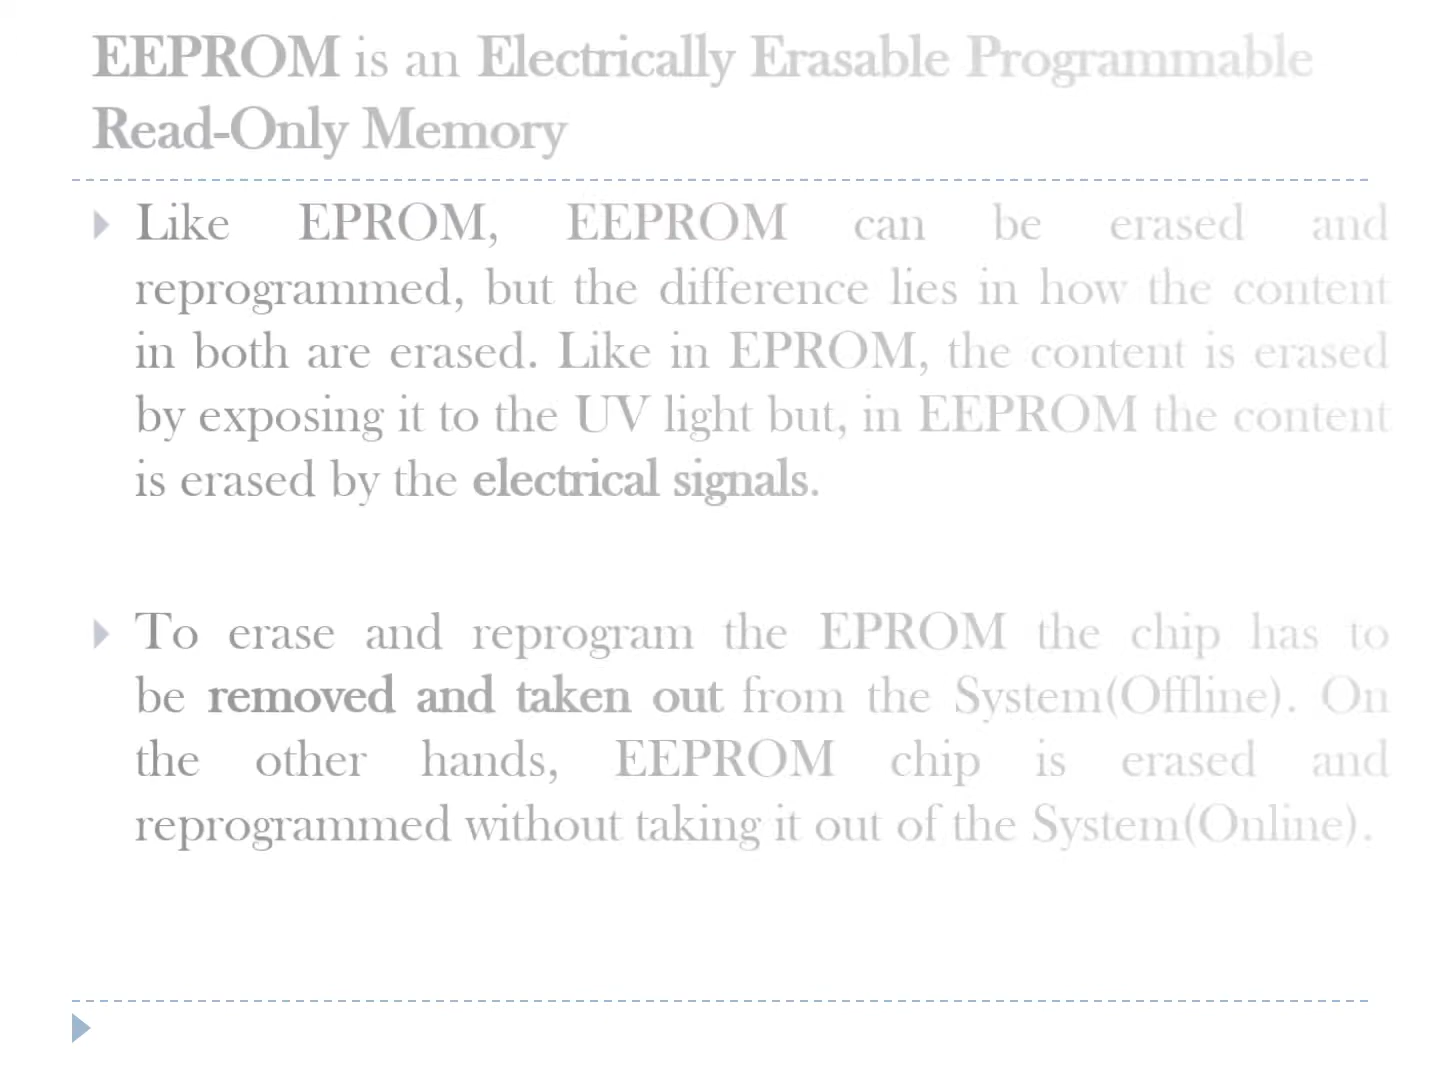 EEPROM is an Electrically Erasable Programmable
Read-Only Memory
Like EPROM, EEPROM can be erased and
reprogrammed, but the difference lies in how the content
in both are erased. Like in EPROM, the content is erased
by exposing it to the UV light but, in EEPROM the content
is erased by the electrical signals.
To erase and reprogram the EPROM the chip has to
be removed and taken out from the System(Offline). On
the other hands, EEPROM chip is erased and
reprogrammed without taking it out of the System(Online).